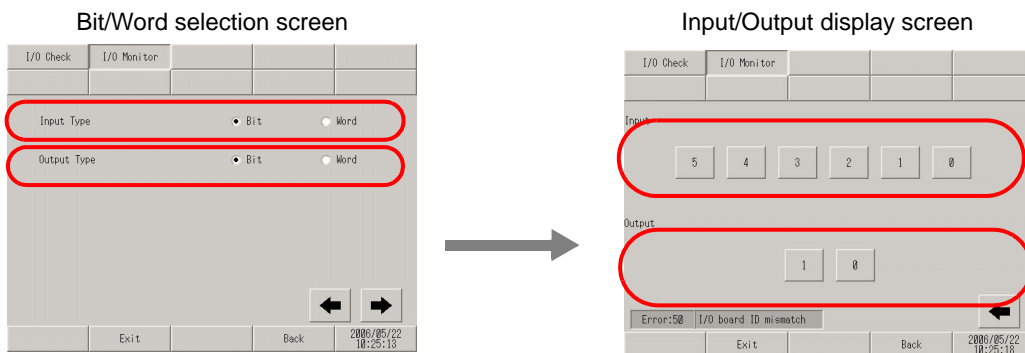 Bit/Word selection screen
I/O Check I/O Monitor
Input Type Bit Word
Output Type Bit Word
Exit Back 2006/05/22
10:25:13
Input/Output display screen
I/O Check I/O Monitor
Input
5 4 3 2 1 0
Output
1 0
Error:50 I/O board ID mismatch
Exit Back 2006/05/22
10:25:18